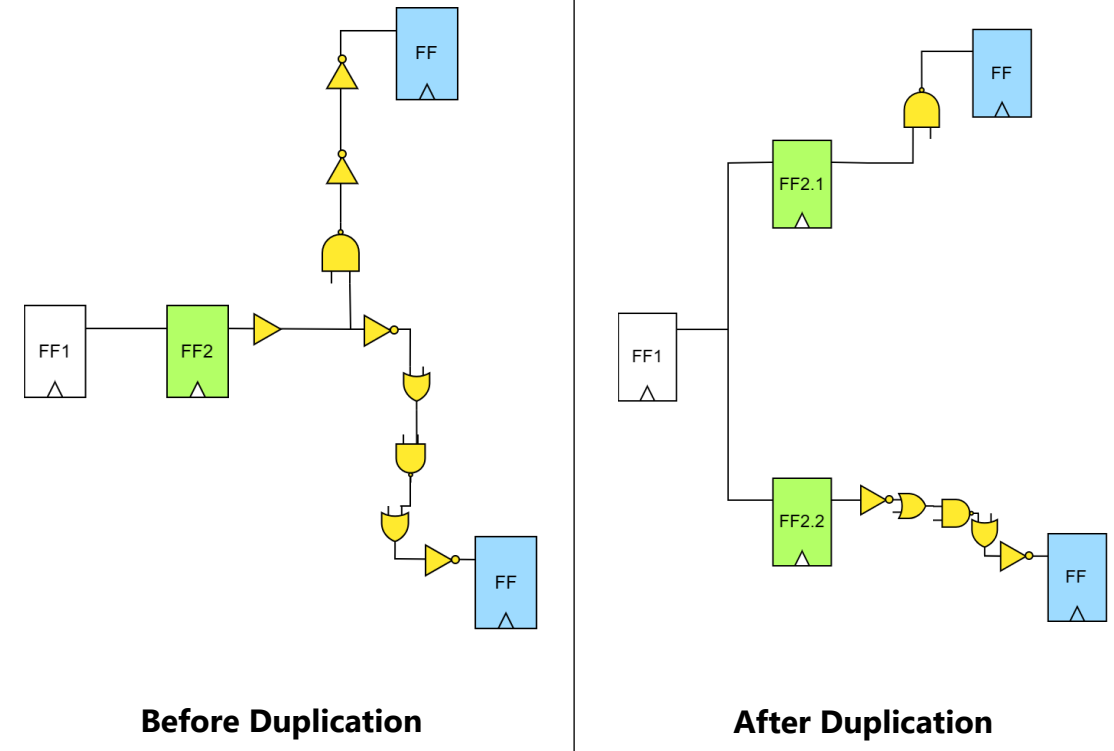 FF
FF1
FF2
FF
Before Duplication
FF
FF2.1
FF1
FF2.2
FF
After Duplication